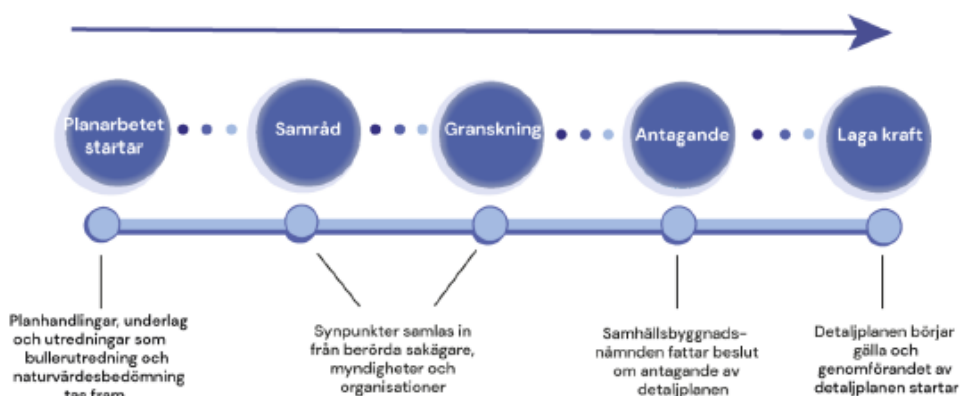 Planarbetet
startar
Samråd
Granskning
Antagande
Laga kraft
Planhandlingar, underlag
och utredningar som
bullerutredning och
naturvärdesbedömning
tas fram
Synpunkter samlas in
från berörda sakägare,
myndigheter och
organisationer
Samhällsbyggnads-
nämnden fattar beslut
om antagande av
detaljplanen
Detaljplanen börjar
gälla och
genomförandet av
detaljplanen startar